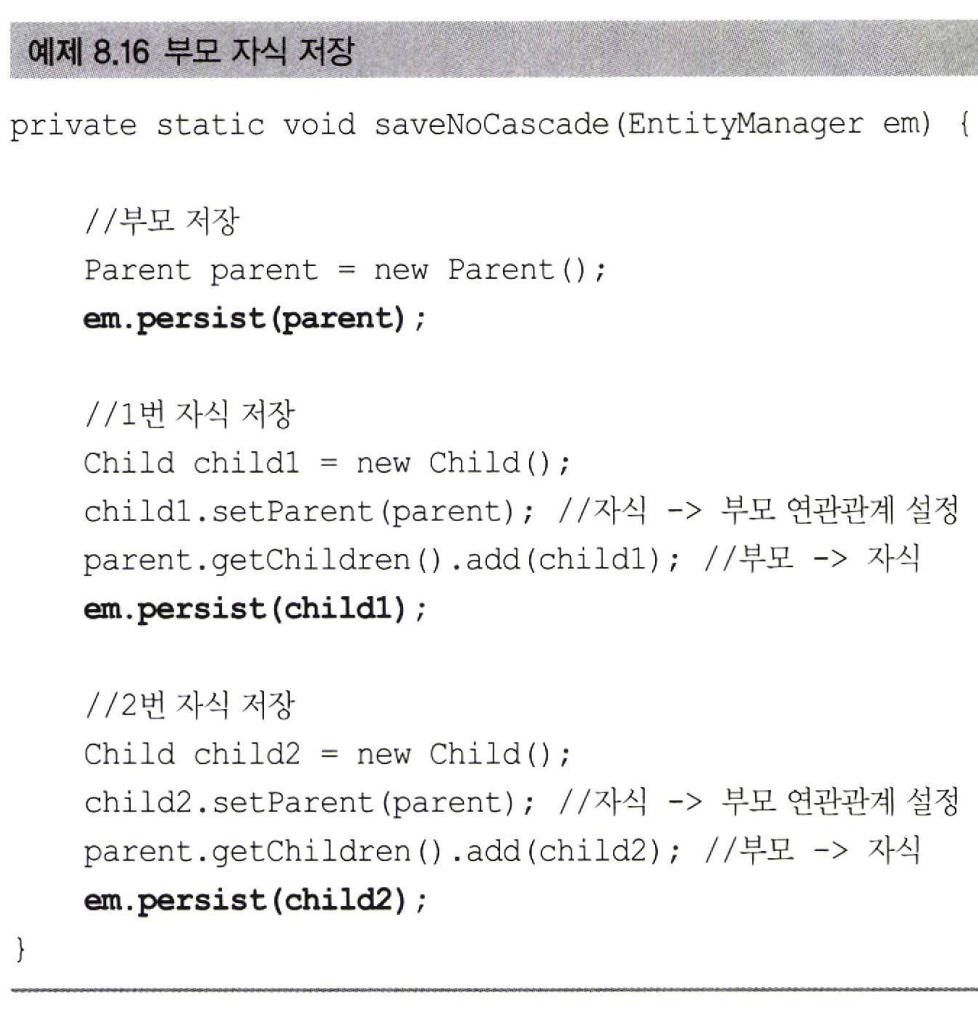 예제 8.16 부모 자식 저장
private static void saveNoCascade(EntityManager em) {
//부모 저장
Parent parent = new Parent();
em.persist(parent);
//1번 자식 저장
Child child1 = new Child();
child1.setParent(parent); //자식 -> 부모 연관관계 설정
parent.getChildren().add(child1); //부모 -> 자식
em.persist(child1);
//2번 자식 저장
Child child2 = new Child();
child2.setParent(parent); //자식 -> 부모 연관관계 설정
parent.getChildren().add(child2); //부모 -> 자식
em.persist(child2);
}